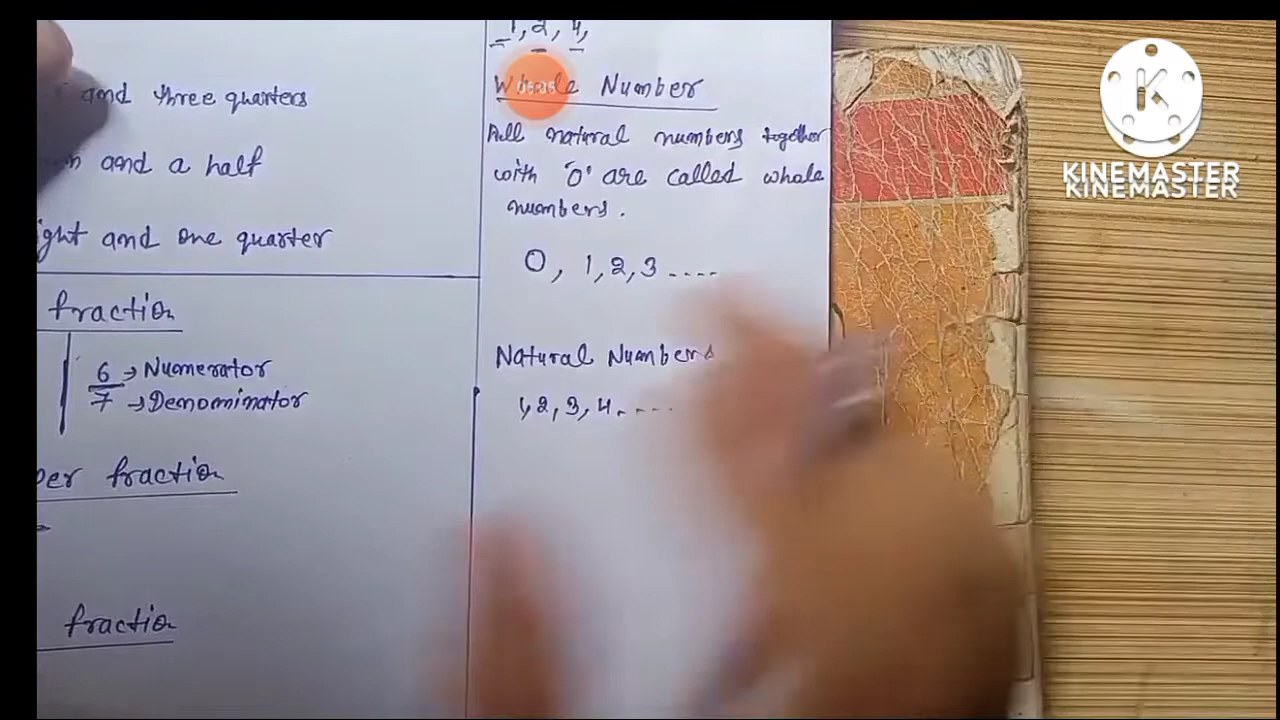 and three quarters
and a half
and one quarter
fraction
6 → Numerator
7 → Denominator
fraction
fraction
1, 2, 4,
Whole Number
All natural numbers together
with '0' are called whole
numbers.
0, 1, 2, 3 .....
Natural Numbers
1, 2, 3, 4 .....
KINEMASTER
KINEMASTER